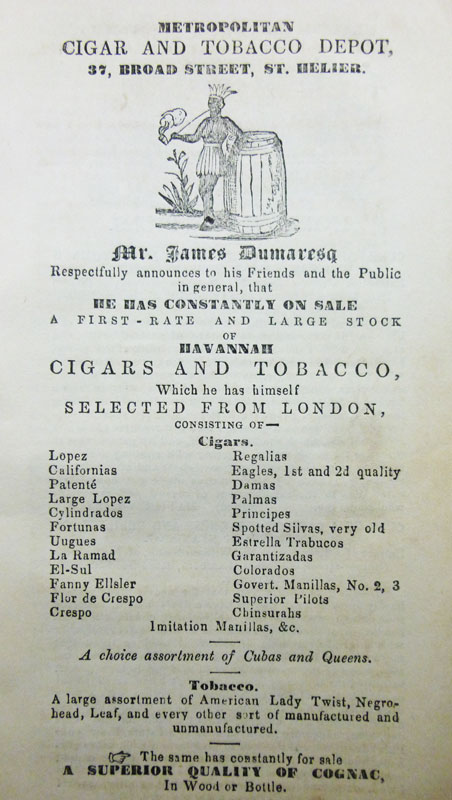 METROPOLITAN
CIGAR AND TOBACCO DEPOT,
37, BROAD STREET, ST. HELIER.
Mr. James Dumaresq
Respectfully announces to his Friends and the Public
in general, that
HE HAS CONSTANTLY ON SALE
A FIRST-RATE AND LARGE STOCK
OF
HAVANNAH
CIGARS AND TOBACCO,
Which he has himself
SELECTED FROM LONDON,
CONSISTING OF—
Cigars.
Lopez
Californias
Patenté
Large Lopez
Cylindrados
Fortunas
Uugues
La Ramad
El-Sul
Fanny Ellsler
Flor de Crespo
Crespo
Regalias
Eagles, 1st and 2d quality
Damas
Palmas
Principes
Spotted Silvas, very old
Estrella Trabucos
Garantizadas
Colorados
Govert. Manillas, No. 2, 3
Superior Pilots
Chinsurahs
Imitation Manillas, &c.
A choice assortment of Cubas and Queens.
Tobacco.
A large assortment of American Lady Twist, Negro-
head, Leaf, and every other sort of manufactured and
unmanufactured.
☞ The same has constantly for sale
A SUPERIOR QUALITY OF COGNAC,
In Wood or Bottle.